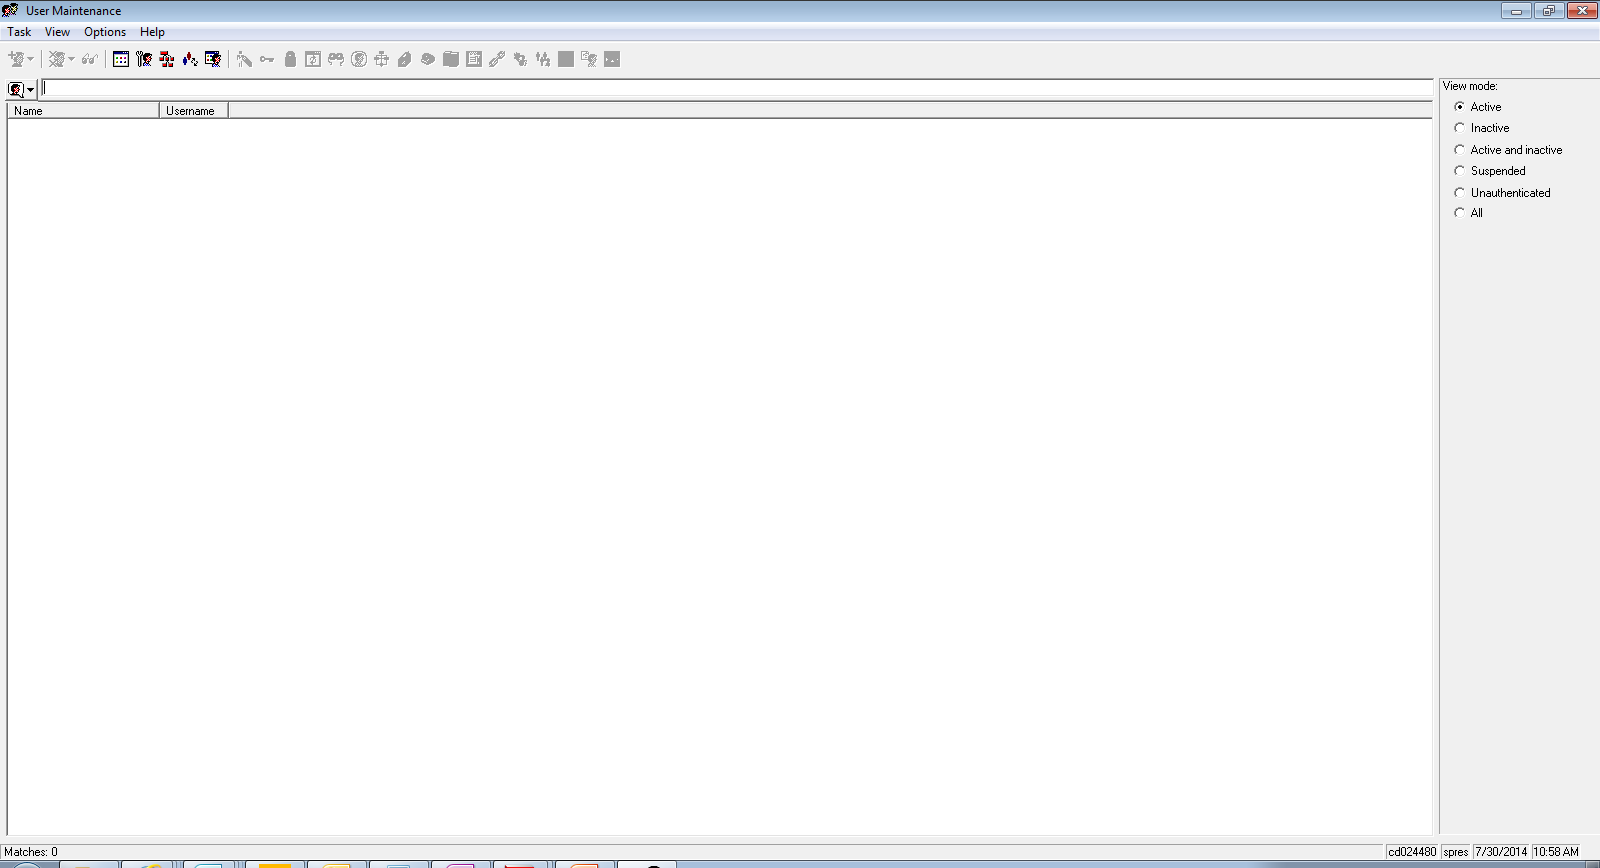 User Maintenance
Task View Options Help
View mode:
Name Username
Active
Inactive
Active and inactive
Suspended
Unauthenticated
All
Matches: 0
cd024480 spres 7/30/2014 10:58 AM